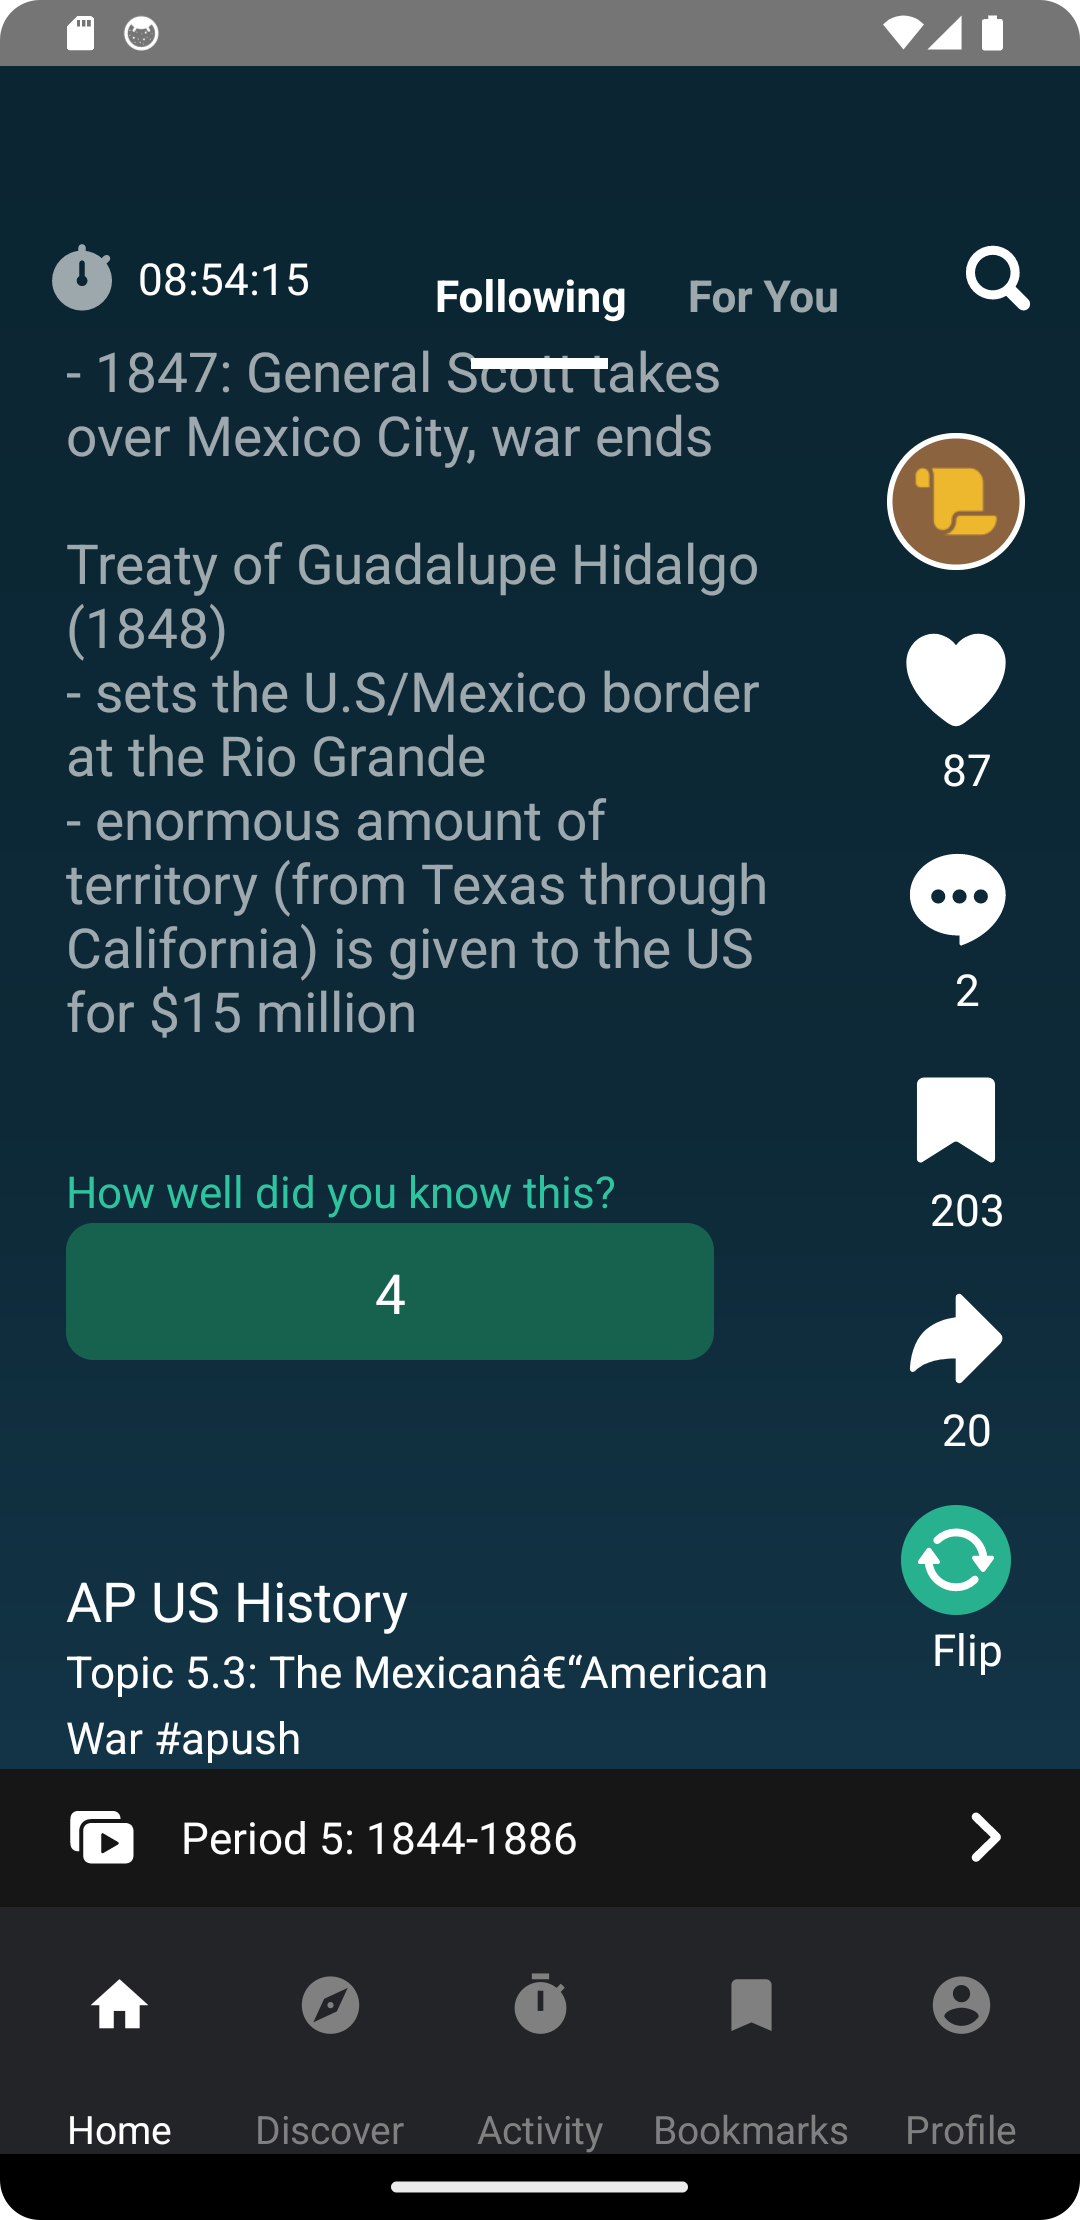 08:54:15
Following
For You
- 1847: General Scott takes
over Mexico City, war ends
Treaty of Guadalupe Hidalgo
(1848)
- sets the U.S/Mexico border
at the Rio Grande
- enormous amount of
territory (from Texas through
California) is given to the US
for $15 million
87
2
203
20
Flip
How well did you know this?
4
AP US History
Topic 5.3: The Mexicanâ€“American
War #apush
Period 5: 1844-1886
Home
Discover
Activity
Bookmarks
Profile